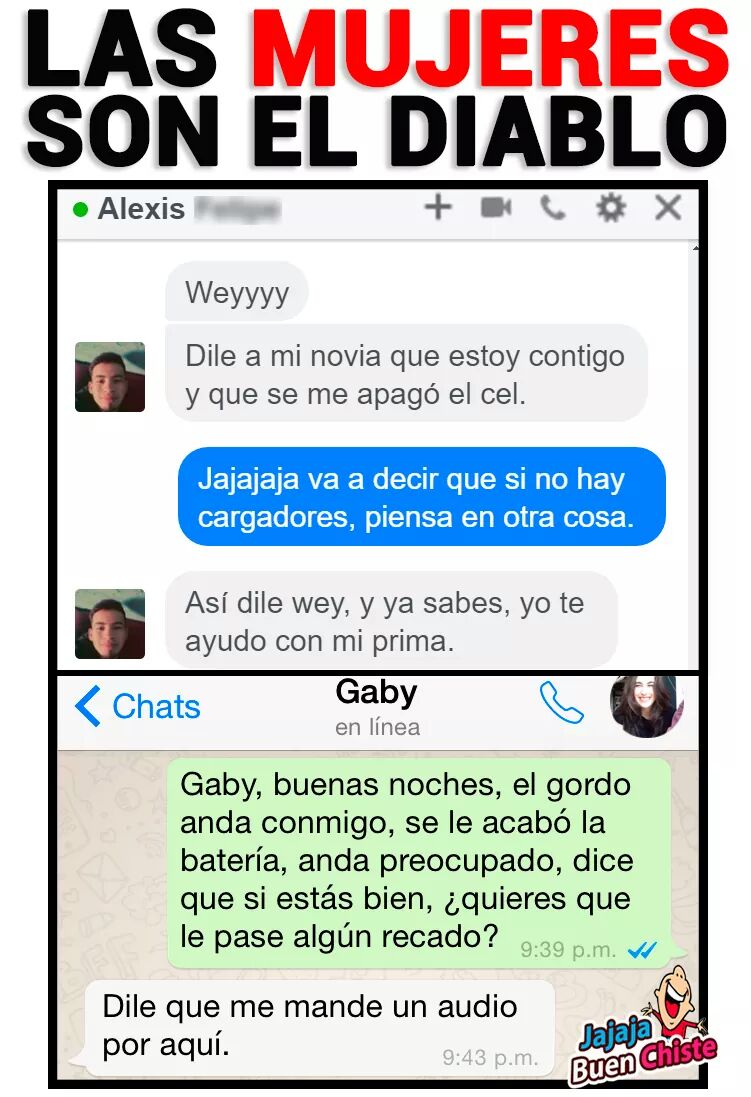 LAS MUJERES
SON EL DIABLO
Alexis
Weyyyy
Dile a mi novia que estoy contigo
y que se me apagó el cel.
Jajajaja va a decir que si no hay
cargadores, piensa en otra cosa.
Así dile wey, y ya sabes, yo te
ayudo con mi prima.
Chats
Gaby
en línea
Gaby, buenas noches, el gordo
anda conmigo, se le acabó la
batería, anda preocupado, dice
que si estás bien, ¿quieres que
le pase algún recado?
9:39 p.m.
Dile que me mande un audio
por aquí.
9:43 p.m.
Jajaja
Buen Chiste